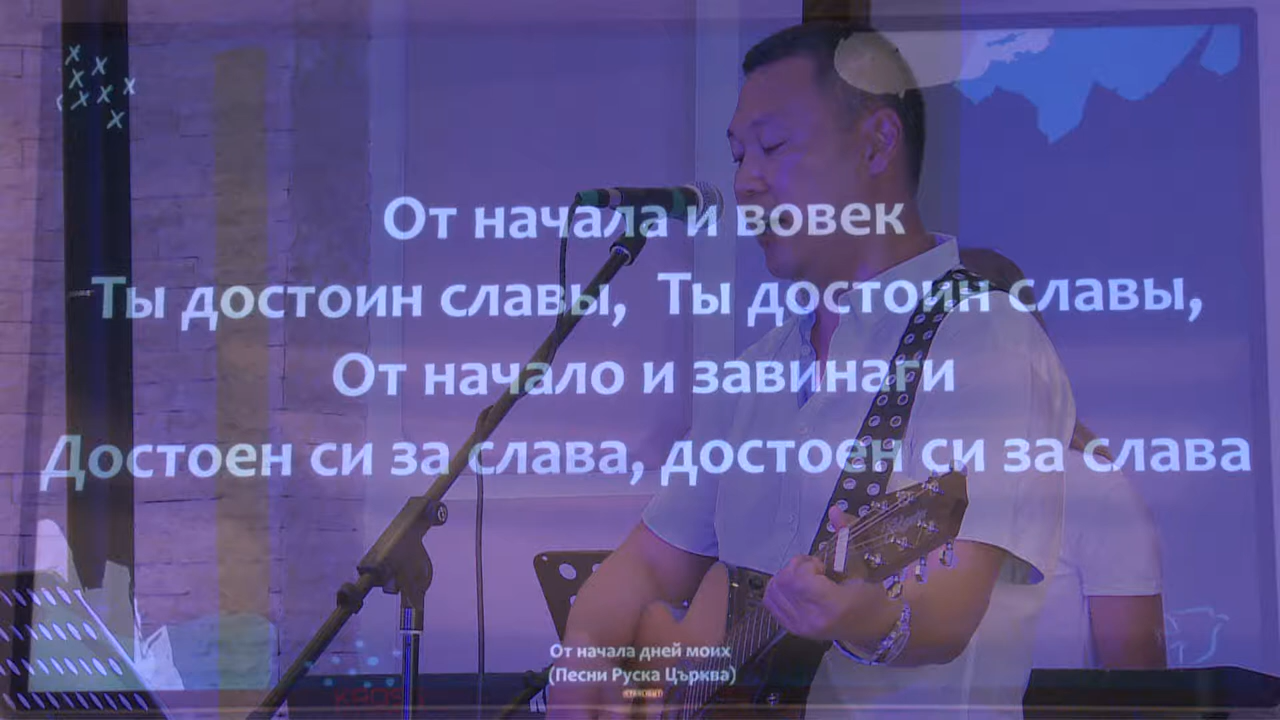 От начала и вовек
Ты достоин славы, Ты достоин славы,
От начало и завинаги
Достоен си за слава, достоен си за слава
От начала дней моих
(Песни Руска Църква)